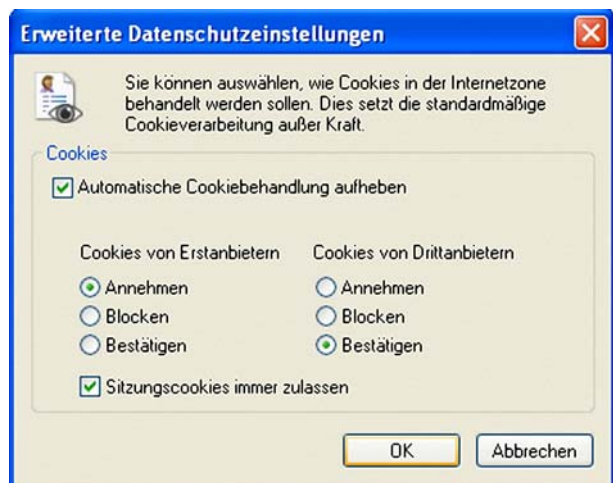 Erweiterte Datenschutzeinstellungen
Sie können auswählen, wie Cookies in der Internetzone
behandelt werden sollen. Dies setzt die standardmäßige
Cookieverarbeitung außer Kraft.
Cookies
Automatische Cookiebehandlung aufheben
Cookies von Erstanbietern
Annehmen
Blocken
Bestätigen
Cookies von Drittanbietern
Annehmen
Blocken
Bestätigen
Sitzungscookies immer zulassen
OK
Abbrechen